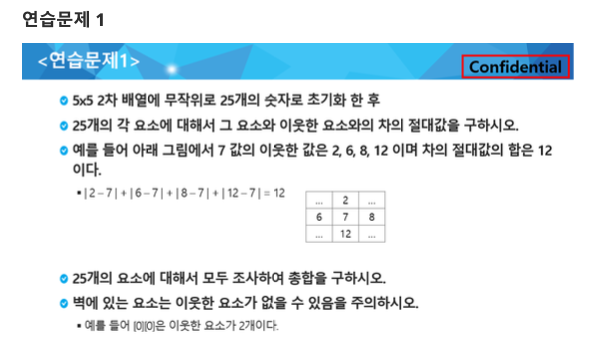 연습문제 1
<연습문제1>
Confidential
5x5 2차 배열에 무작위로 25개의 숫자로 초기화 한 후
25개의 각 요소에 대해서 그 요소와 이웃한 요소와의 차의 절대값을 구하시오.
예를 들어 아래 그림에서 7 값의 이웃한 값은 2, 6, 8, 12 이며 차의 절대값의 합은 12
이다.
| 2 – 7 | + | 6 – 7 | + | 8 – 7 | + | 12 – 7 | = 12
... 2 ...
6 7 8
... 12 ...
25개의 요소에 대해서 모두 조사하여 총합을 구하시오.
벽에 있는 요소는 이웃한 요소가 없을 수 있음을 주의하시오.
예를 들어 [0][0]은 이웃한 요소가 2개이다.